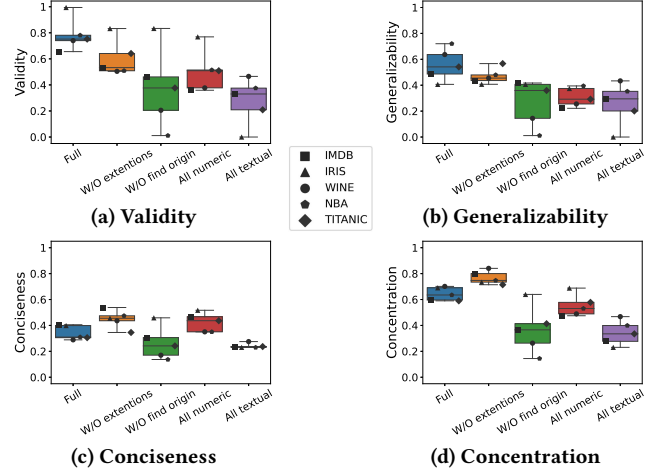 1
0.8
0.6
0.4
0.2
0.0
Validity
Full
W/O extentions
W/O find origin
All numeric
All textual
(a) Validity
1
0.8
0.6
0.4
0.2
0.0
Generalizability
Full
W/O extentions
W/O find origin
All numeric
All textual
(b) Generalizability
IMDB
IRIS
WINE
NBA
TITANIC
1
0.8
0.6
0.4
0.2
0.0
Conciseness
Full
W/O extentions
W/O find origin
All numeric
All textual
(c) Conciseness
1
0.8
0.6
0.4
0.2
0.0
Concentration
Full
W/O extentions
W/O find origin
All numeric
All textual
(d) Concentration